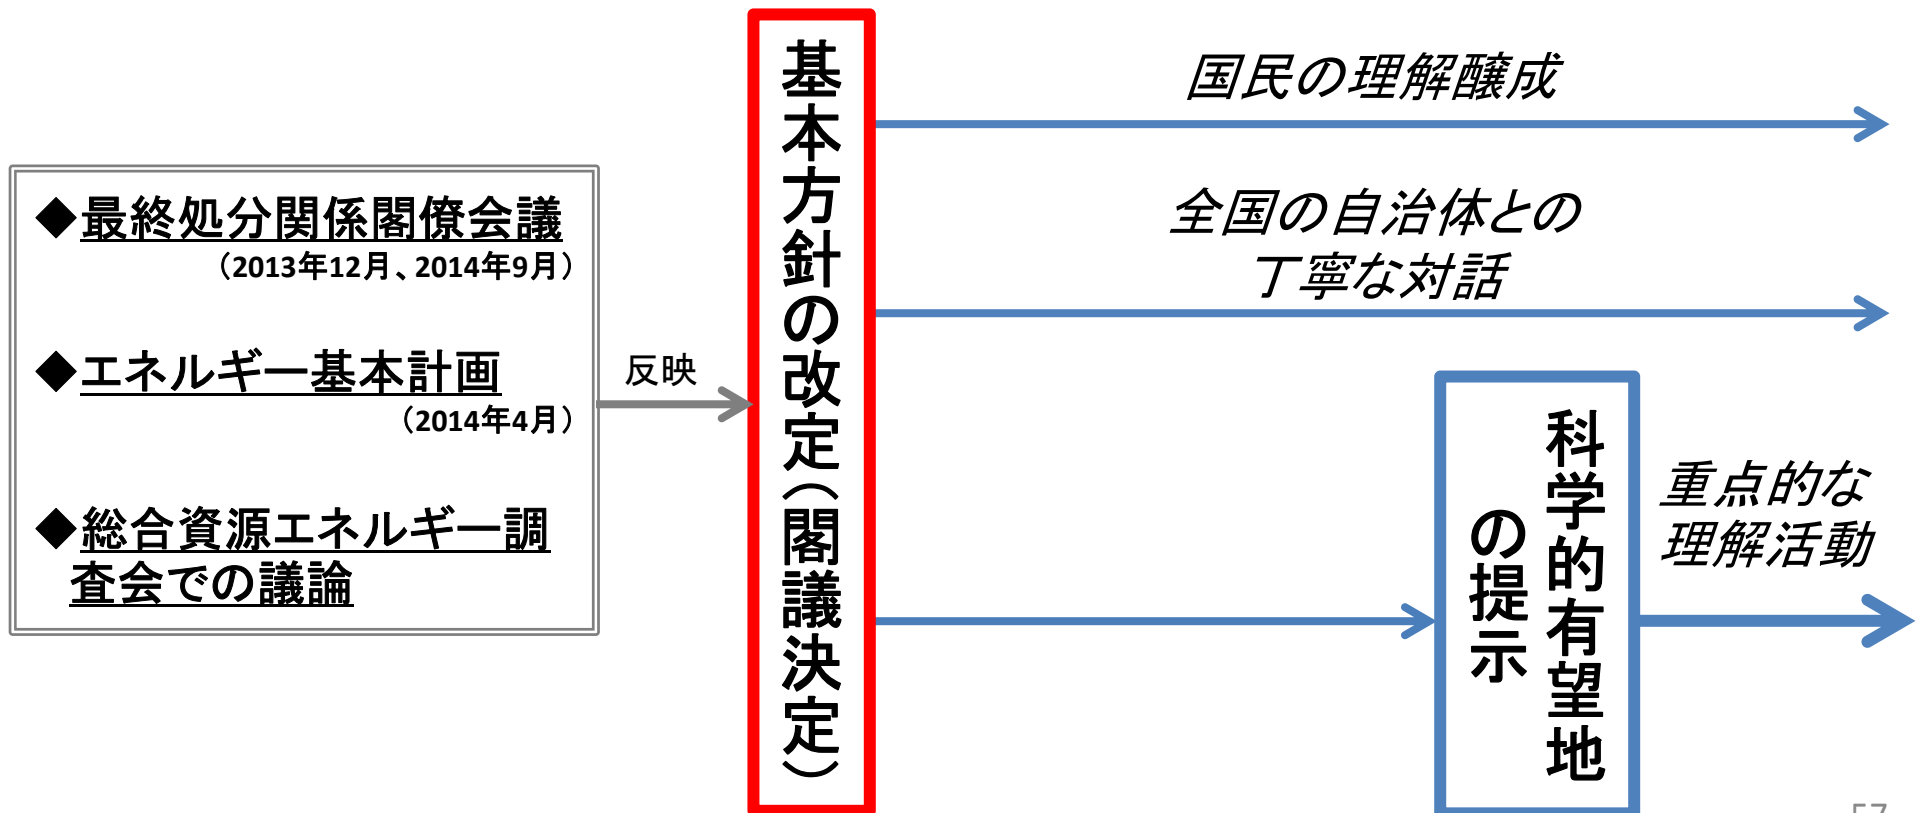 ◆最終処分関係閣僚会議
（2013年12月、2014年9月）
◆エネルギー基本計画
（2014年4月）
◆総合資源エネルギー調
査会での議論
反映
基本方針の改定（閣議決定）
国民の理解醸成
全国の自治体との
丁寧な対話
科学的有望地
の提示
重点的な
理解活動
57